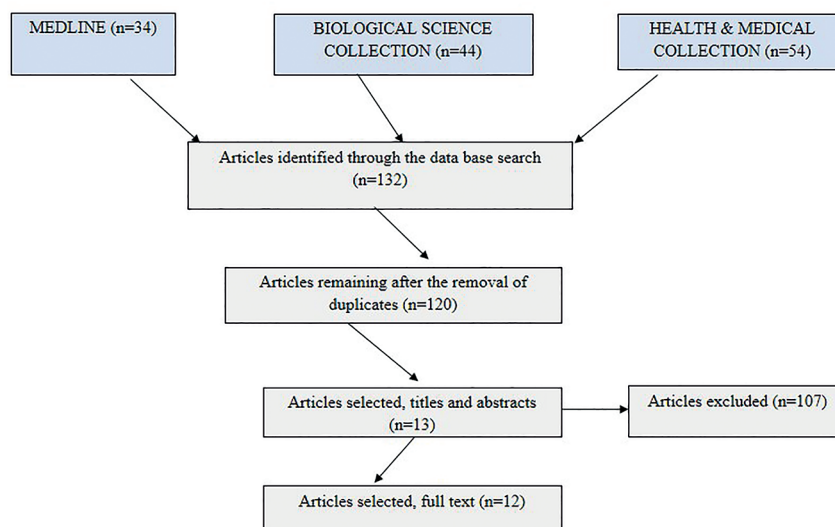 MEDLINE (n=34)
BIOLOGICAL SCIENCE
COLLECTION (n=44)
HEALTH & MEDICAL
COLLECTION (n=54)
Articles identified through the data base search
(n=132)
Articles remaining after the removal of
duplicates (n=120)
Articles selected, titles and abstracts
(n=13)
Articles excluded (n=107)
Articles selected, full text (n=12)